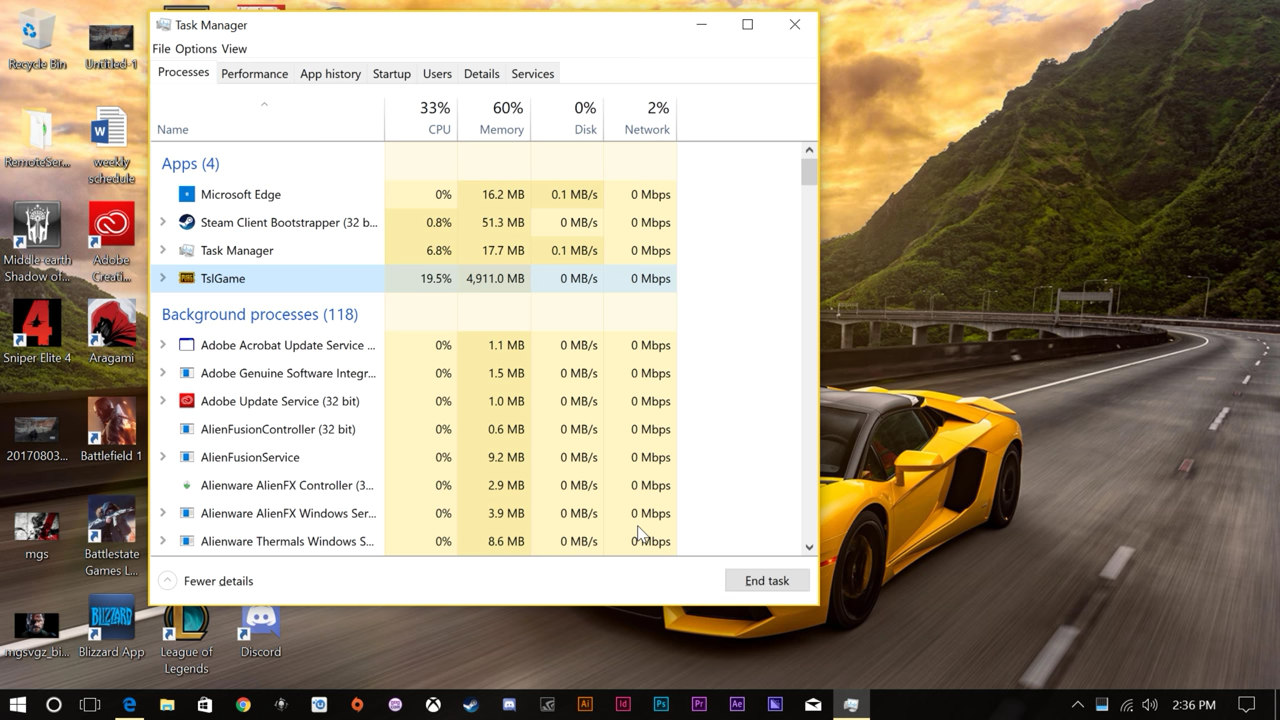 Task Manager
File Options View
Processes Performance App history Startup Users Details Services
33% 60% 0% 2%
Name CPU Memory Disk Network
Apps (4)
Microsoft Edge 0% 16.2 MB 0.1 MB/s 0 Mbps
Steam Client Bootstrapper (32 b... 0.8% 51.3 MB 0 MB/s 0 Mbps
Task Manager 6.8% 17.7 MB 0.1 MB/s 0 Mbps
TslGame 19.5% 4,911.0 MB 0 MB/s 0 Mbps
Background processes (118)
Adobe Acrobat Update Service ... 0% 1.1 MB 0 MB/s 0 Mbps
Adobe Genuine Software Integr... 0% 1.5 MB 0 MB/s 0 Mbps
Adobe Update Service (32 bit) 0% 1.0 MB 0 MB/s 0 Mbps
AlienFusionController (32 bit) 0% 0.6 MB 0 MB/s 0 Mbps
AlienFusionService 0% 9.2 MB 0 MB/s 0 Mbps
Alienware AlienFX Controller (3... 0% 2.9 MB 0 MB/s 0 Mbps
Alienware AlienFX Windows Ser... 0% 3.9 MB 0 MB/s 0 Mbps
Alienware Thermals Windows S... 0% 8.6 MB 0 MB/s 0 Mbps
Fewer details
End task
Recycle Bin
Untitled-1
RemoteSer...
weekly
schedule
Middle-earth
Shadow of...
Adobe
Creati...
4
Sniper Elite 4
Aragami
20170803...
Battlefield 1
mgs
Battlestate
Games L...
mgsvgz_bi...
BLIZZARD
Blizzard App
League of
Legends
Discord
Ai
Id
Ps
Pr
Ae
2:36 PM